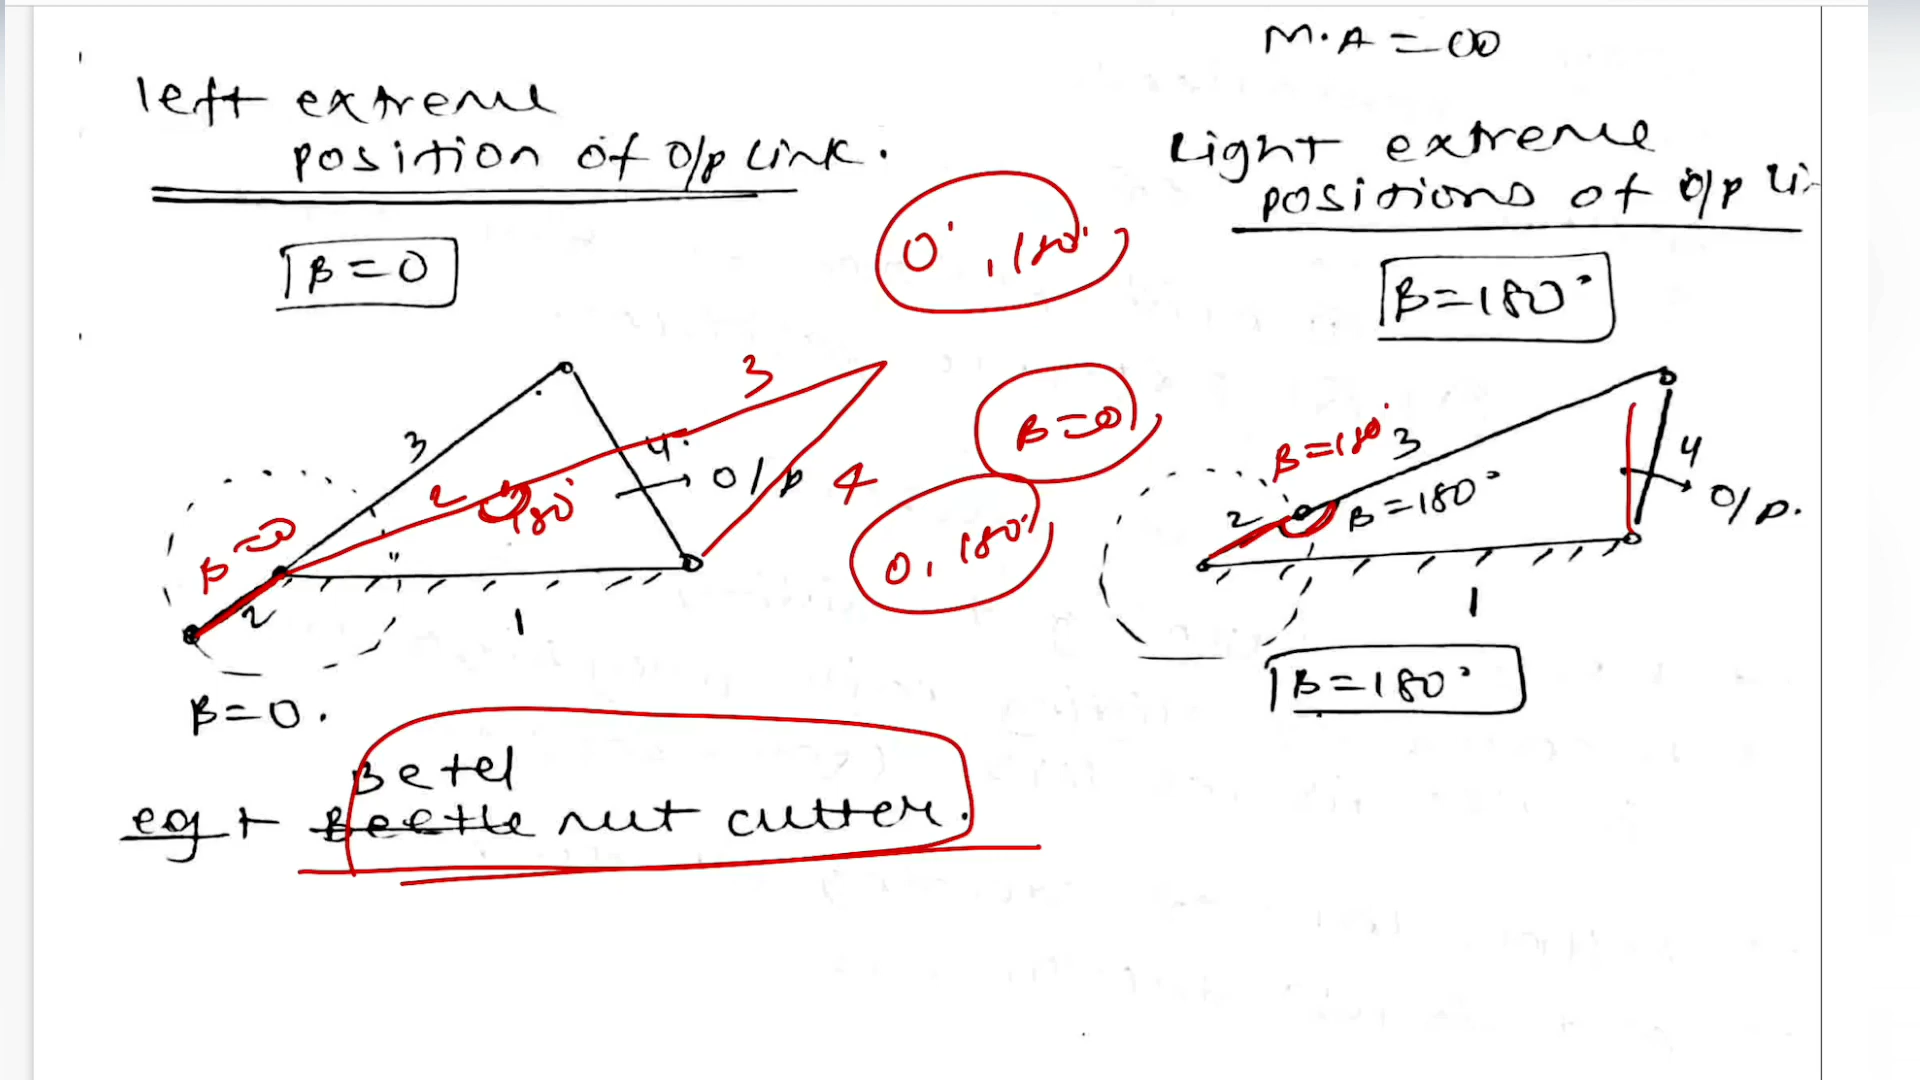 M.A = ∞
left extreme
position of o/p link.
Right extreme
positions of o/p li
β = 0
0°, 180°
β = 180°
3
2
180°
4.
o/p
4
β = 0
3
2
1
β = 0
0, 180°
β = 180°
3
2
β = 180°
4
o/p.
1
β = 0.
β = 180°
Betel
eg + Beetle nut cutter.